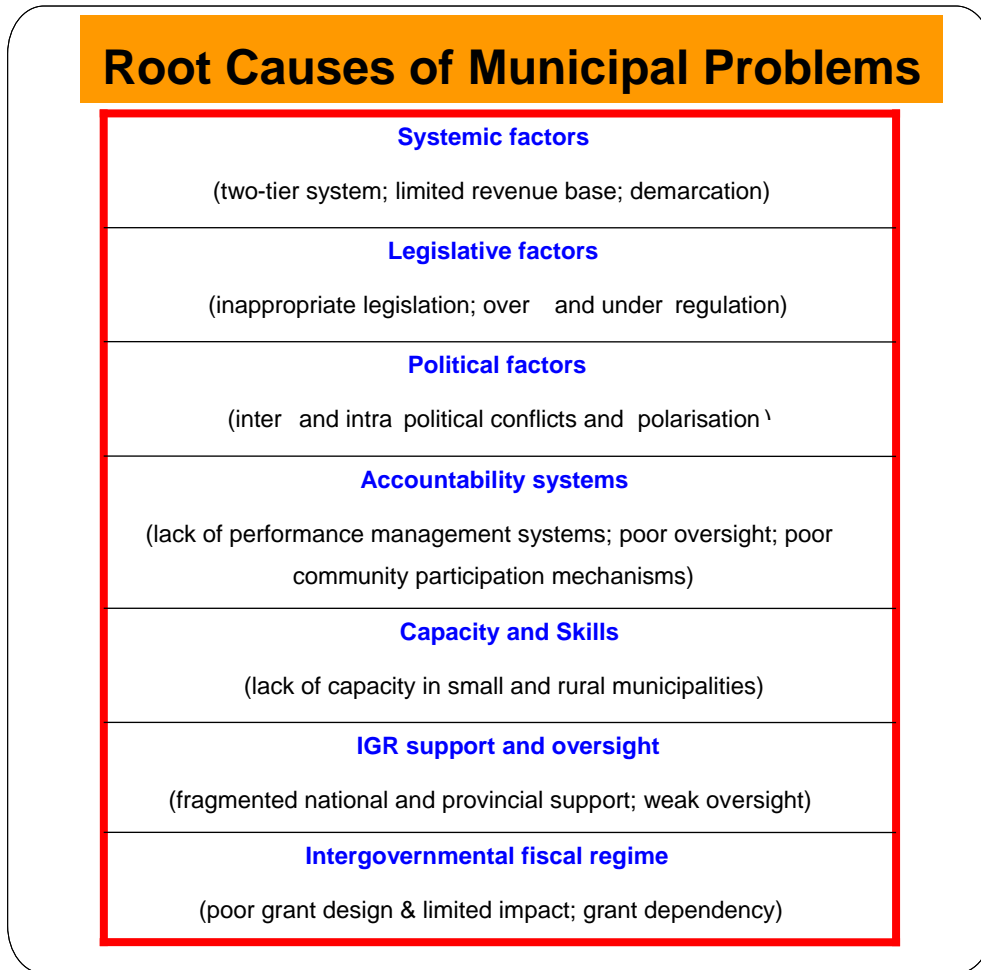 Root Causes of Municipal Problems
Systemic factors
(two-tier system; limited revenue base; demarcation)
Legislative factors
(inappropriate legislation; over and under regulation)
Political factors
(inter and intra political conflicts and polarisation)
Accountability systems
(lack of performance management systems; poor oversight; poor
community participation mechanisms)
Capacity and Skills
(lack of capacity in small and rural municipalities)
IGR support and oversight
(fragmented national and provincial support; weak oversight)
Intergovernmental fiscal regime
(poor grant design & limited impact; grant dependency)